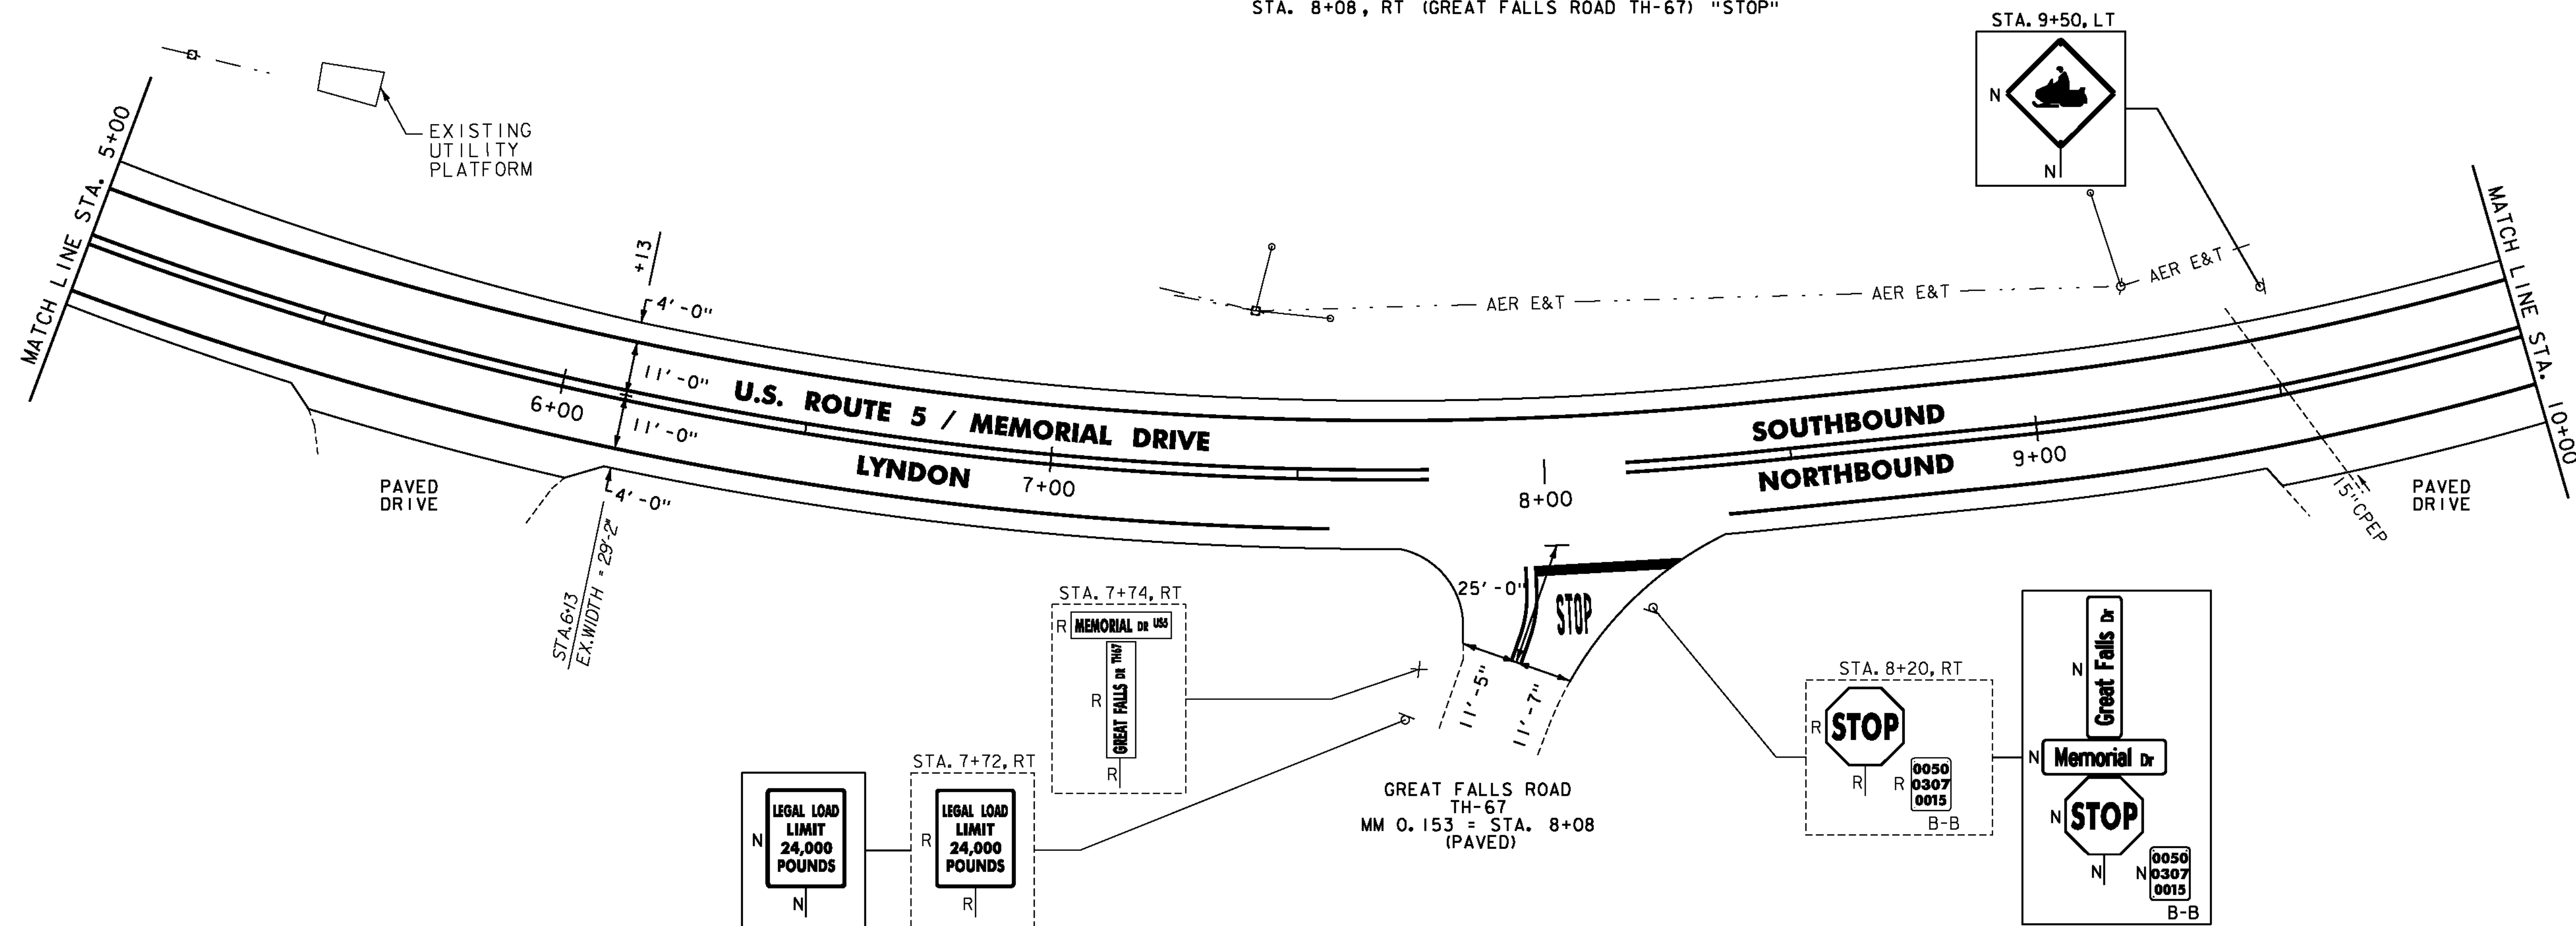 STA. 8+08, RT (GREAT FALLS ROAD TH-67) "STOP"
STA. 9+50, LT
N
N
EXISTING
UTILITY
PLATFORM
MATCH LINE STA. 5+00
MATCH LINE STA. 10+00
+13
4'-0"
AER E&T
AER E&T
AER E&T
11'-0"
11'-0"
6+00
U.S. ROUTE 5 / MEMORIAL DRIVE
LYNDON
7+00
8+00
SOUTHBOUND
NORTHBOUND
9+00
15" CPEP
PAVED
DRIVE
PAVED
DRIVE
4'-0"
STA. 6+13
EX. WIDTH = 29'-2"
25'-0"
STOP
11'-5"
11'-7"
STA. 7+74, RT
R
MEMORIAL DR US5
R
GREAT FALLS DR TH67
R
STA. 7+72, RT
N
LEGAL LOAD
LIMIT
24,000
POUNDS
N
R
LEGAL LOAD
LIMIT
24,000
POUNDS
R
GREAT FALLS ROAD
TH-67
MM 0.153 = STA. 8+08
(PAVED)
STA. 8+20, RT
R
STOP
R
R
0050
0307
0015
B-B
N
Great Falls Dr
N
Memorial Dr
N
STOP
N
N
0050
0307
0015
B-B